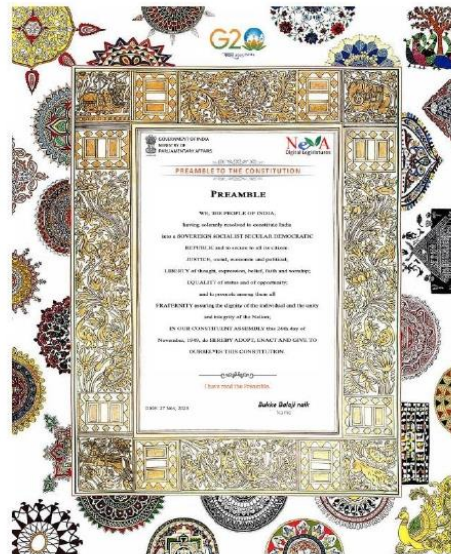 G20
GOVERNMENT OF INDIA
MINISTRY OF
PARLIAMENTARY AFFAIRS
NeVA
Digital Legislatures
PREAMBLE TO THE CONSTITUTION
PREAMBLE
WE, THE PEOPLE OF INDIA,
having solemnly resolved to constitute India
into a SOVEREIGN SOCIALIST SECULAR DEMOCRATIC
REPUBLIC and to secure to all its citizens:
JUSTICE, social, economic and political;
LIBERTY of thought, expression, belief, faith and worship;
EQUALITY of status and of opportunity;
and to promote among them all
FRATERNITY assuring the dignity of the individual and the unity
and integrity of the Nation;
IN OUR CONSTITUENT ASSEMBLY this 26th day of
November, 1949, do HEREBY ADOPT, ENACT AND GIVE TO
OURSELVES THIS CONSTITUTION
I have read the Preamble.
Bukke Balaji naik